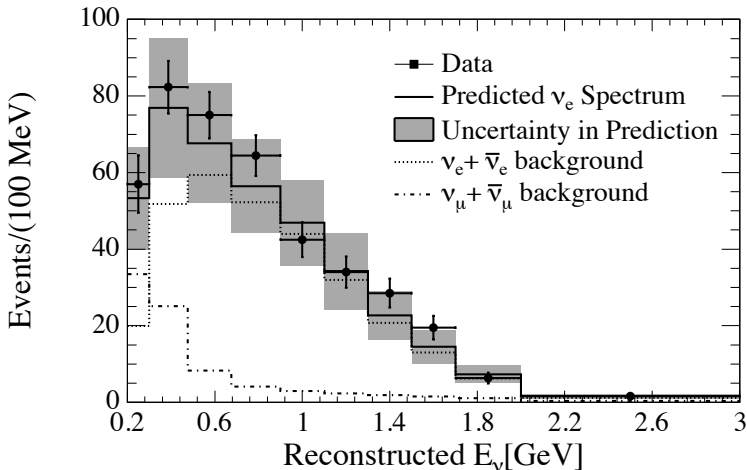 100
80
60
40
20
0
Events/(100 MeV)
Data
Predicted νe Spectrum
Uncertainty in Prediction
νe+ ν̅e background
νμ+ ν̅μ background
0.2 0.6 1 1.4 1.8 2.2 2.6 3
Reconstructed Eν[GeV]